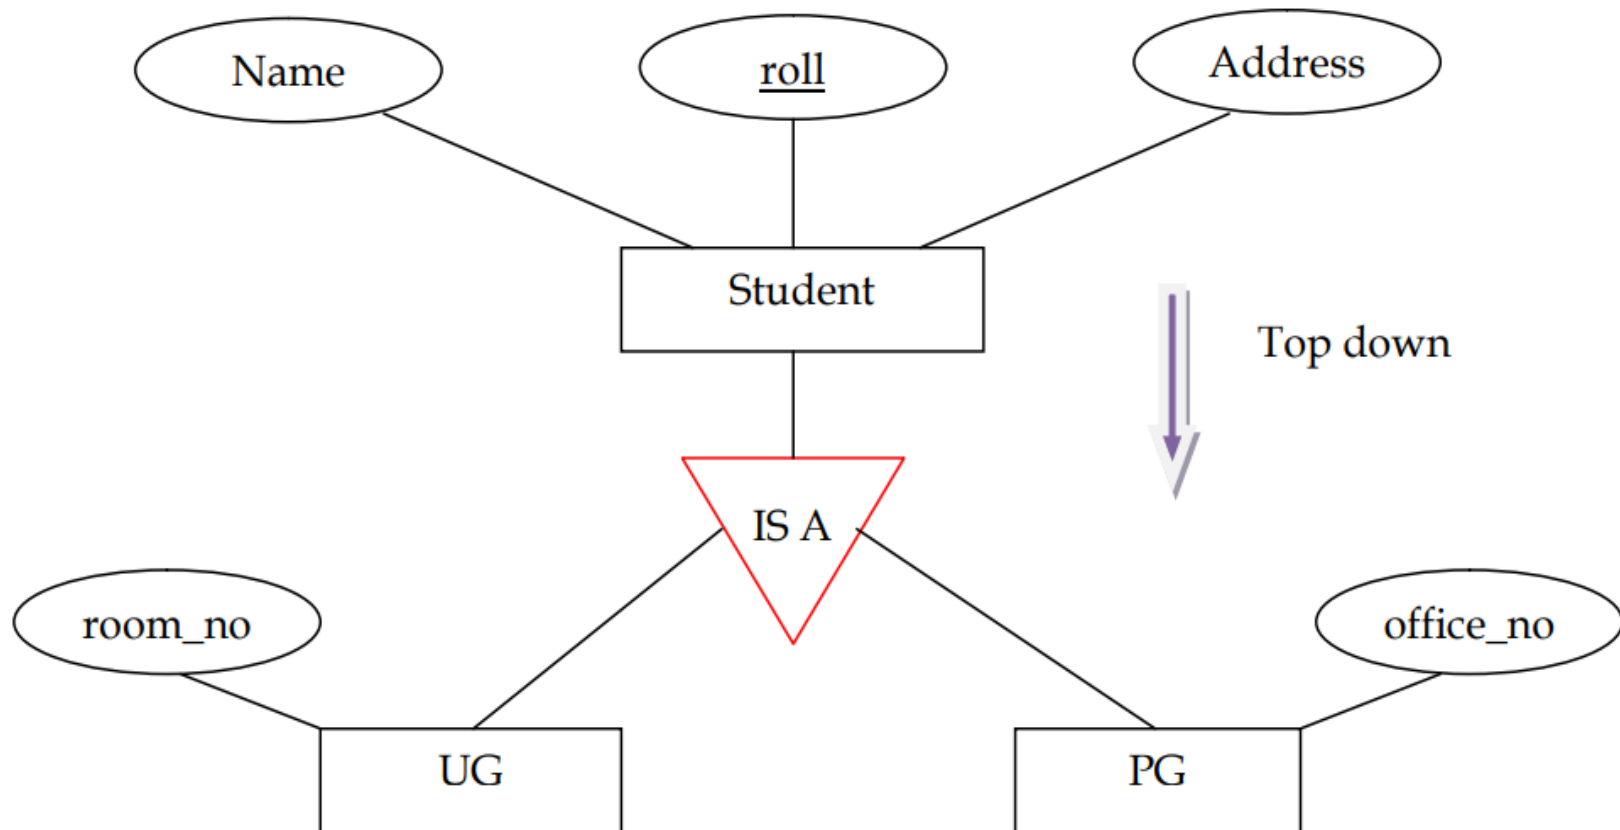 Name
roll
Address
Student
Top down
IS A
room_no
office_no
UG
PG